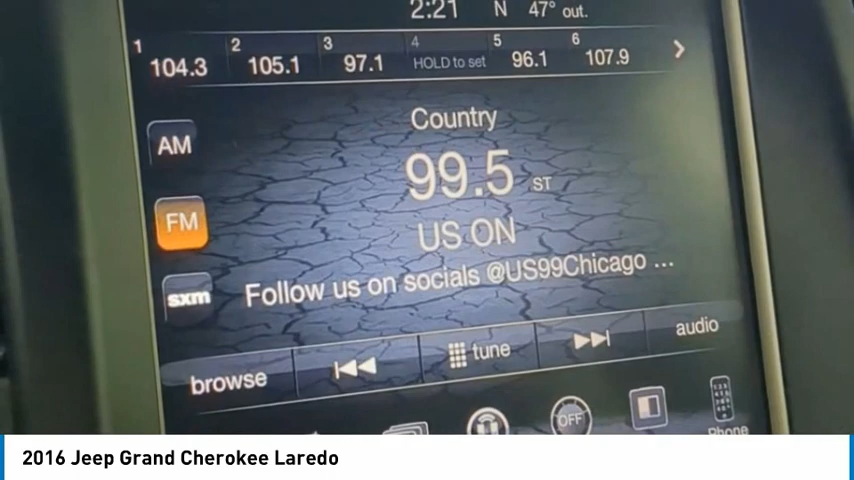 2:21 N 47° out.
1 104.3 2 105.1 3 97.1 4 HOLD to set 5 96.1 6 107.9
AM
Country
99.5 ST
FM
US ON
sxm
Follow us on socials @US99Chicago ...
browse tune audio
OFF
Phone
2016 Jeep Grand Cherokee Laredo